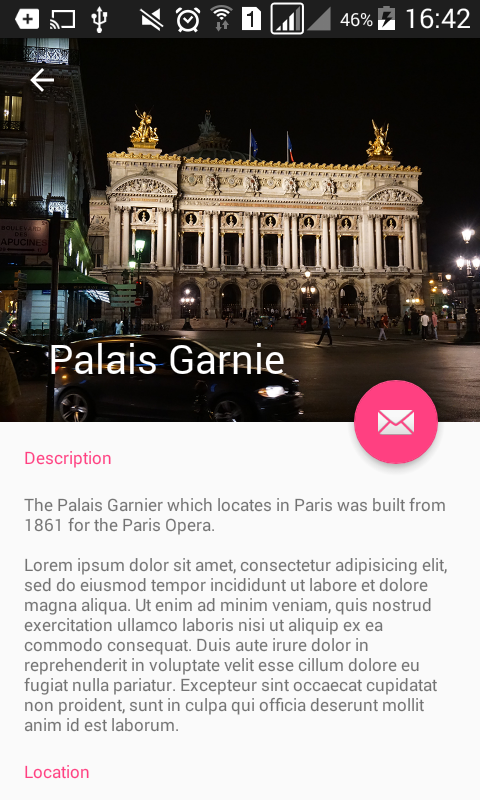 1
46%
16:42
BOULEVARD
DES
CAPUCINES
Palais Garnie
Description
The Palais Garnier which locates in Paris was built from
1861 for the Paris Opera.
Lorem ipsum dolor sit amet, consectetur adipisicing elit,
sed do eiusmod tempor incididunt ut labore et dolore
magna aliqua. Ut enim ad minim veniam, quis nostrud
exercitation ullamco laboris nisi ut aliquip ex ea
commodo consequat. Duis aute irure dolor in
reprehenderit in voluptate velit esse cillum dolore eu
fugiat nulla pariatur. Excepteur sint occaecat cupidatat
non proident, sunt in culpa qui officia deserunt mollit
anim id est laborum.
Location